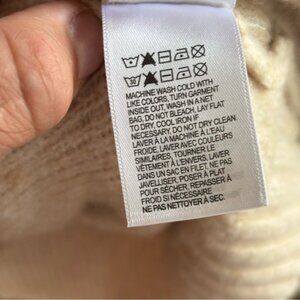 30
MACHINE WASH COLD WITH
LIKE COLORS, TURN GARMENT
INSIDE OUT, WASH IN A NET
BAG, DO NOT BLEACH, LAY FLAT
TO DRY, COOL IRON IF
NECESSARY, DO NOT DRY CLEAN.
LAVER À LA MACHINE À L'EAU
FROIDE, LAVER AVEC COULEURS
SIMILAIRES, TOURNER LE
VÊTEMENT À L'ENVERS, LAVER
DANS UN SAC EN FILET, NE PAS
JAVELLISER, POSER À PLAT
POUR SÉCHER, REPASSER À
FROID SI NÉCESSAIRE
NE PAS NETTOYER À SEC.